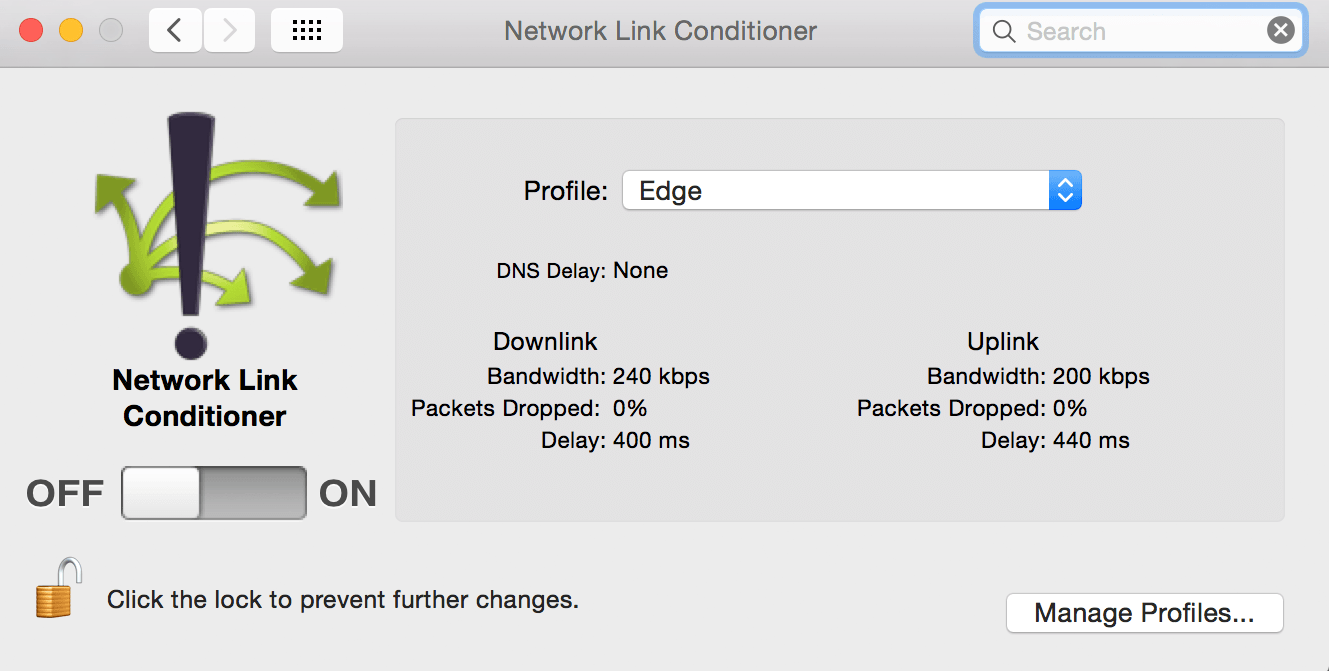 Network Link Conditioner
Search
Profile: Edge
DNS Delay: None
Downlink Uplink
Bandwidth: 240 kbps Bandwidth: 200 kbps
Packets Dropped: 0% Packets Dropped: 0%
Delay: 400 ms Delay: 440 ms
Network Link
Conditioner
OFF ON
Click the lock to prevent further changes.
Manage Profiles...